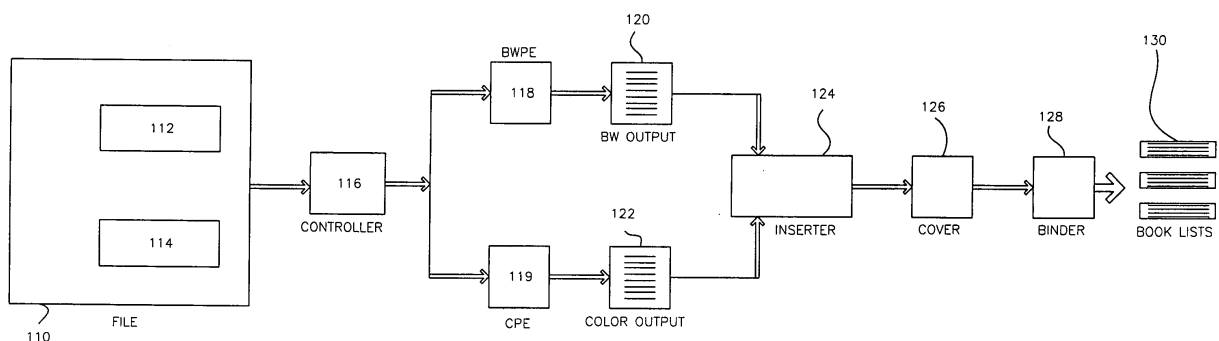 112
114
110
FILE
116
CONTROLLER
BWPE
118
120
BW OUTPUT
119
CPE
122
COLOR OUTPUT
124
INSERTER
126
COVER
128
BINDER
130
BOOK LISTS